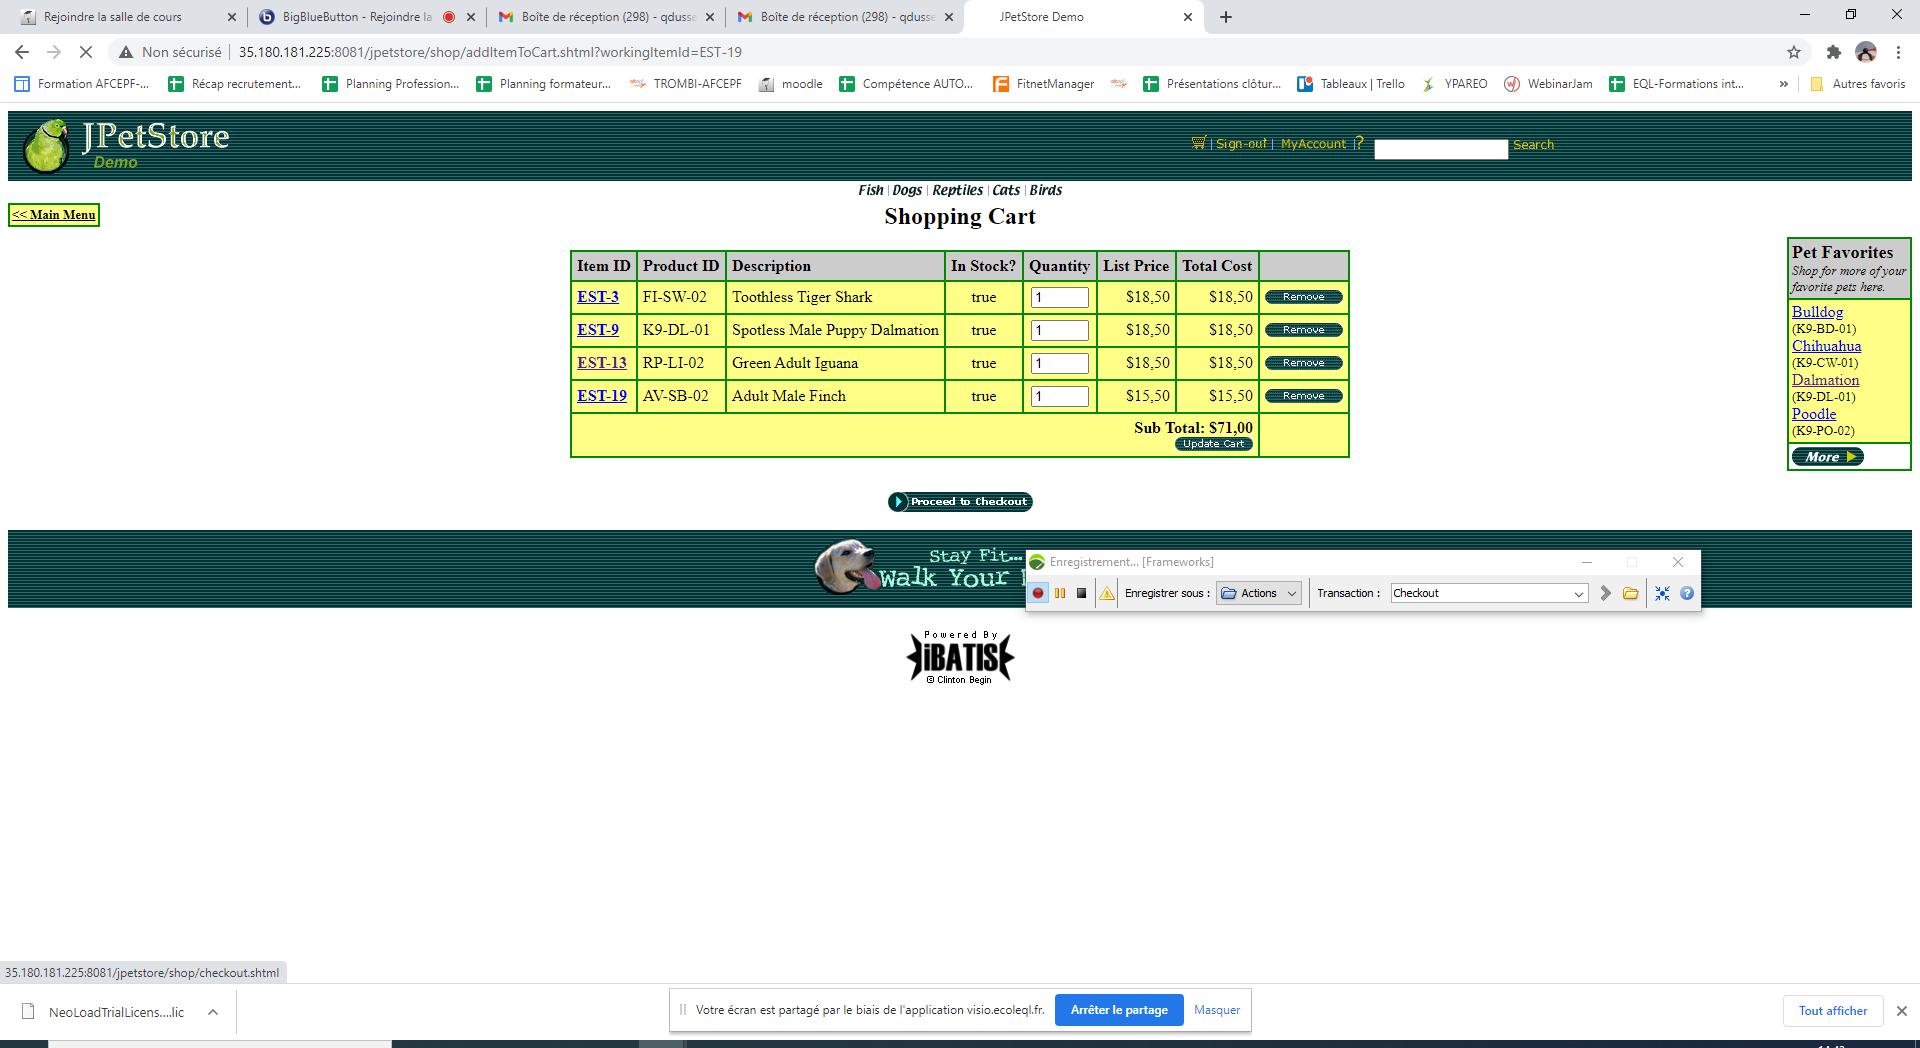 Rejoindre la salle de cours
BigBlueButton - Rejoindre la
Boîte de réception (298) - qdusse
Boîte de réception (298) - qdusse
JPetStore Demo
Non sécurisé
35.180.181.225:8081/jpetstore/shop/addItemToCart.shtml?workingItemId=EST-19
Formation AFCEPF-...
Récap recrutement...
Planning Profession...
Planning formateur...
TROMBI-AFCEPF
moodle
Compétence AUTO...
FitnetManager
Présentations clôtur...
Tableaux | Trello
YPAREO
WebinarJam
EQL-Formations int...
»
Autres favoris
JPetStore
Demo
| Sign-out | MyAccount | ?
Search
Fish | Dogs | Reptiles | Cats | Birds
<< Main Menu
Shopping Cart
Item ID Product ID Description In Stock? Quantity List Price Total Cost
EST-3 FI-SW-02 Toothless Tiger Shark true 1 $18,50 $18,50 Remove
EST-9 K9-DL-01 Spotless Male Puppy Dalmation true 1 $18,50 $18,50 Remove
EST-13 RP-LI-02 Green Adult Iguana true 1 $18,50 $18,50 Remove
EST-19 AV-SB-02 Adult Male Finch true 1 $15,50 $15,50 Remove
Sub Total: $71,00
Update Cart
Proceed to Checkout
Pet Favorites
Shop for more of your
favorite pets here.
Bulldog
(K9-BD-01)
Chihuahua
(K9-CW-01)
Dalmation
(K9-DL-01)
Poodle
(K9-PO-02)
More
Stay Fit...
Walk Your
Enregistrement... [Frameworks]
Enregistrer sous : Actions Transaction : Checkout
Powered By
iBATIS
© Clinton Begin
35.180.181.225:8081/jpetstore/shop/checkout.shtml
NeoLoadTrialLicens....lic
Votre écran est partagé par le biais de l'application visio.ecoleql.fr.
Arrêter le partage
Masquer
Tout afficher